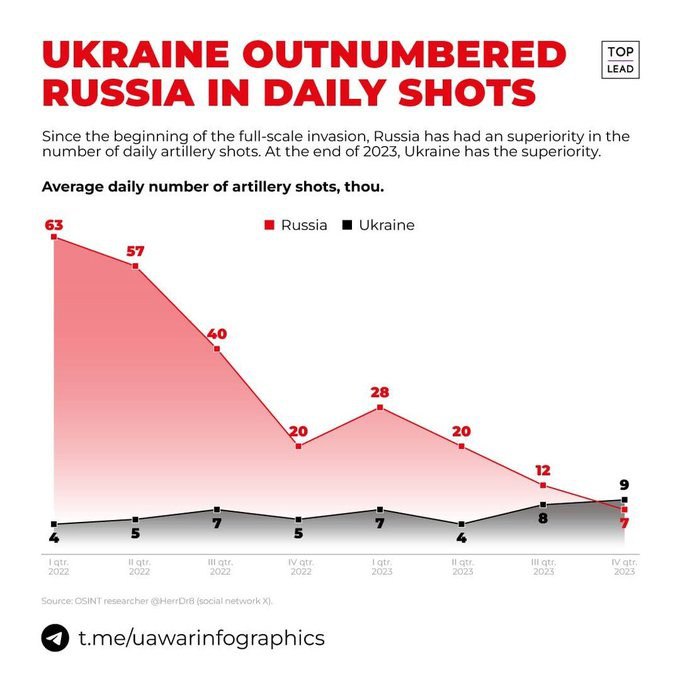 UKRAINE OUTNUMBERED
RUSSIA IN DAILY SHOTS
TOP
LEAD
Since the beginning of the full-scale invasion, Russia has had an superiority in the
number of daily artillery shots. At the end of 2023, Ukraine has the superiority.
Average daily number of artillery shots, thou.
Russia
Ukraine
63
57
40
20
28
20
12
9
4
5
7
5
7
4
8
7
I qtr.
2022
II qtr.
2022
III qtr.
2022
IV qtr.
2022
I qtr.
2023
II qtr.
2023
III qtr.
2023
IV qtr.
2023
Source: OSINT researcher @HerrDr8 (social network X).
t.me/uawarinfographics